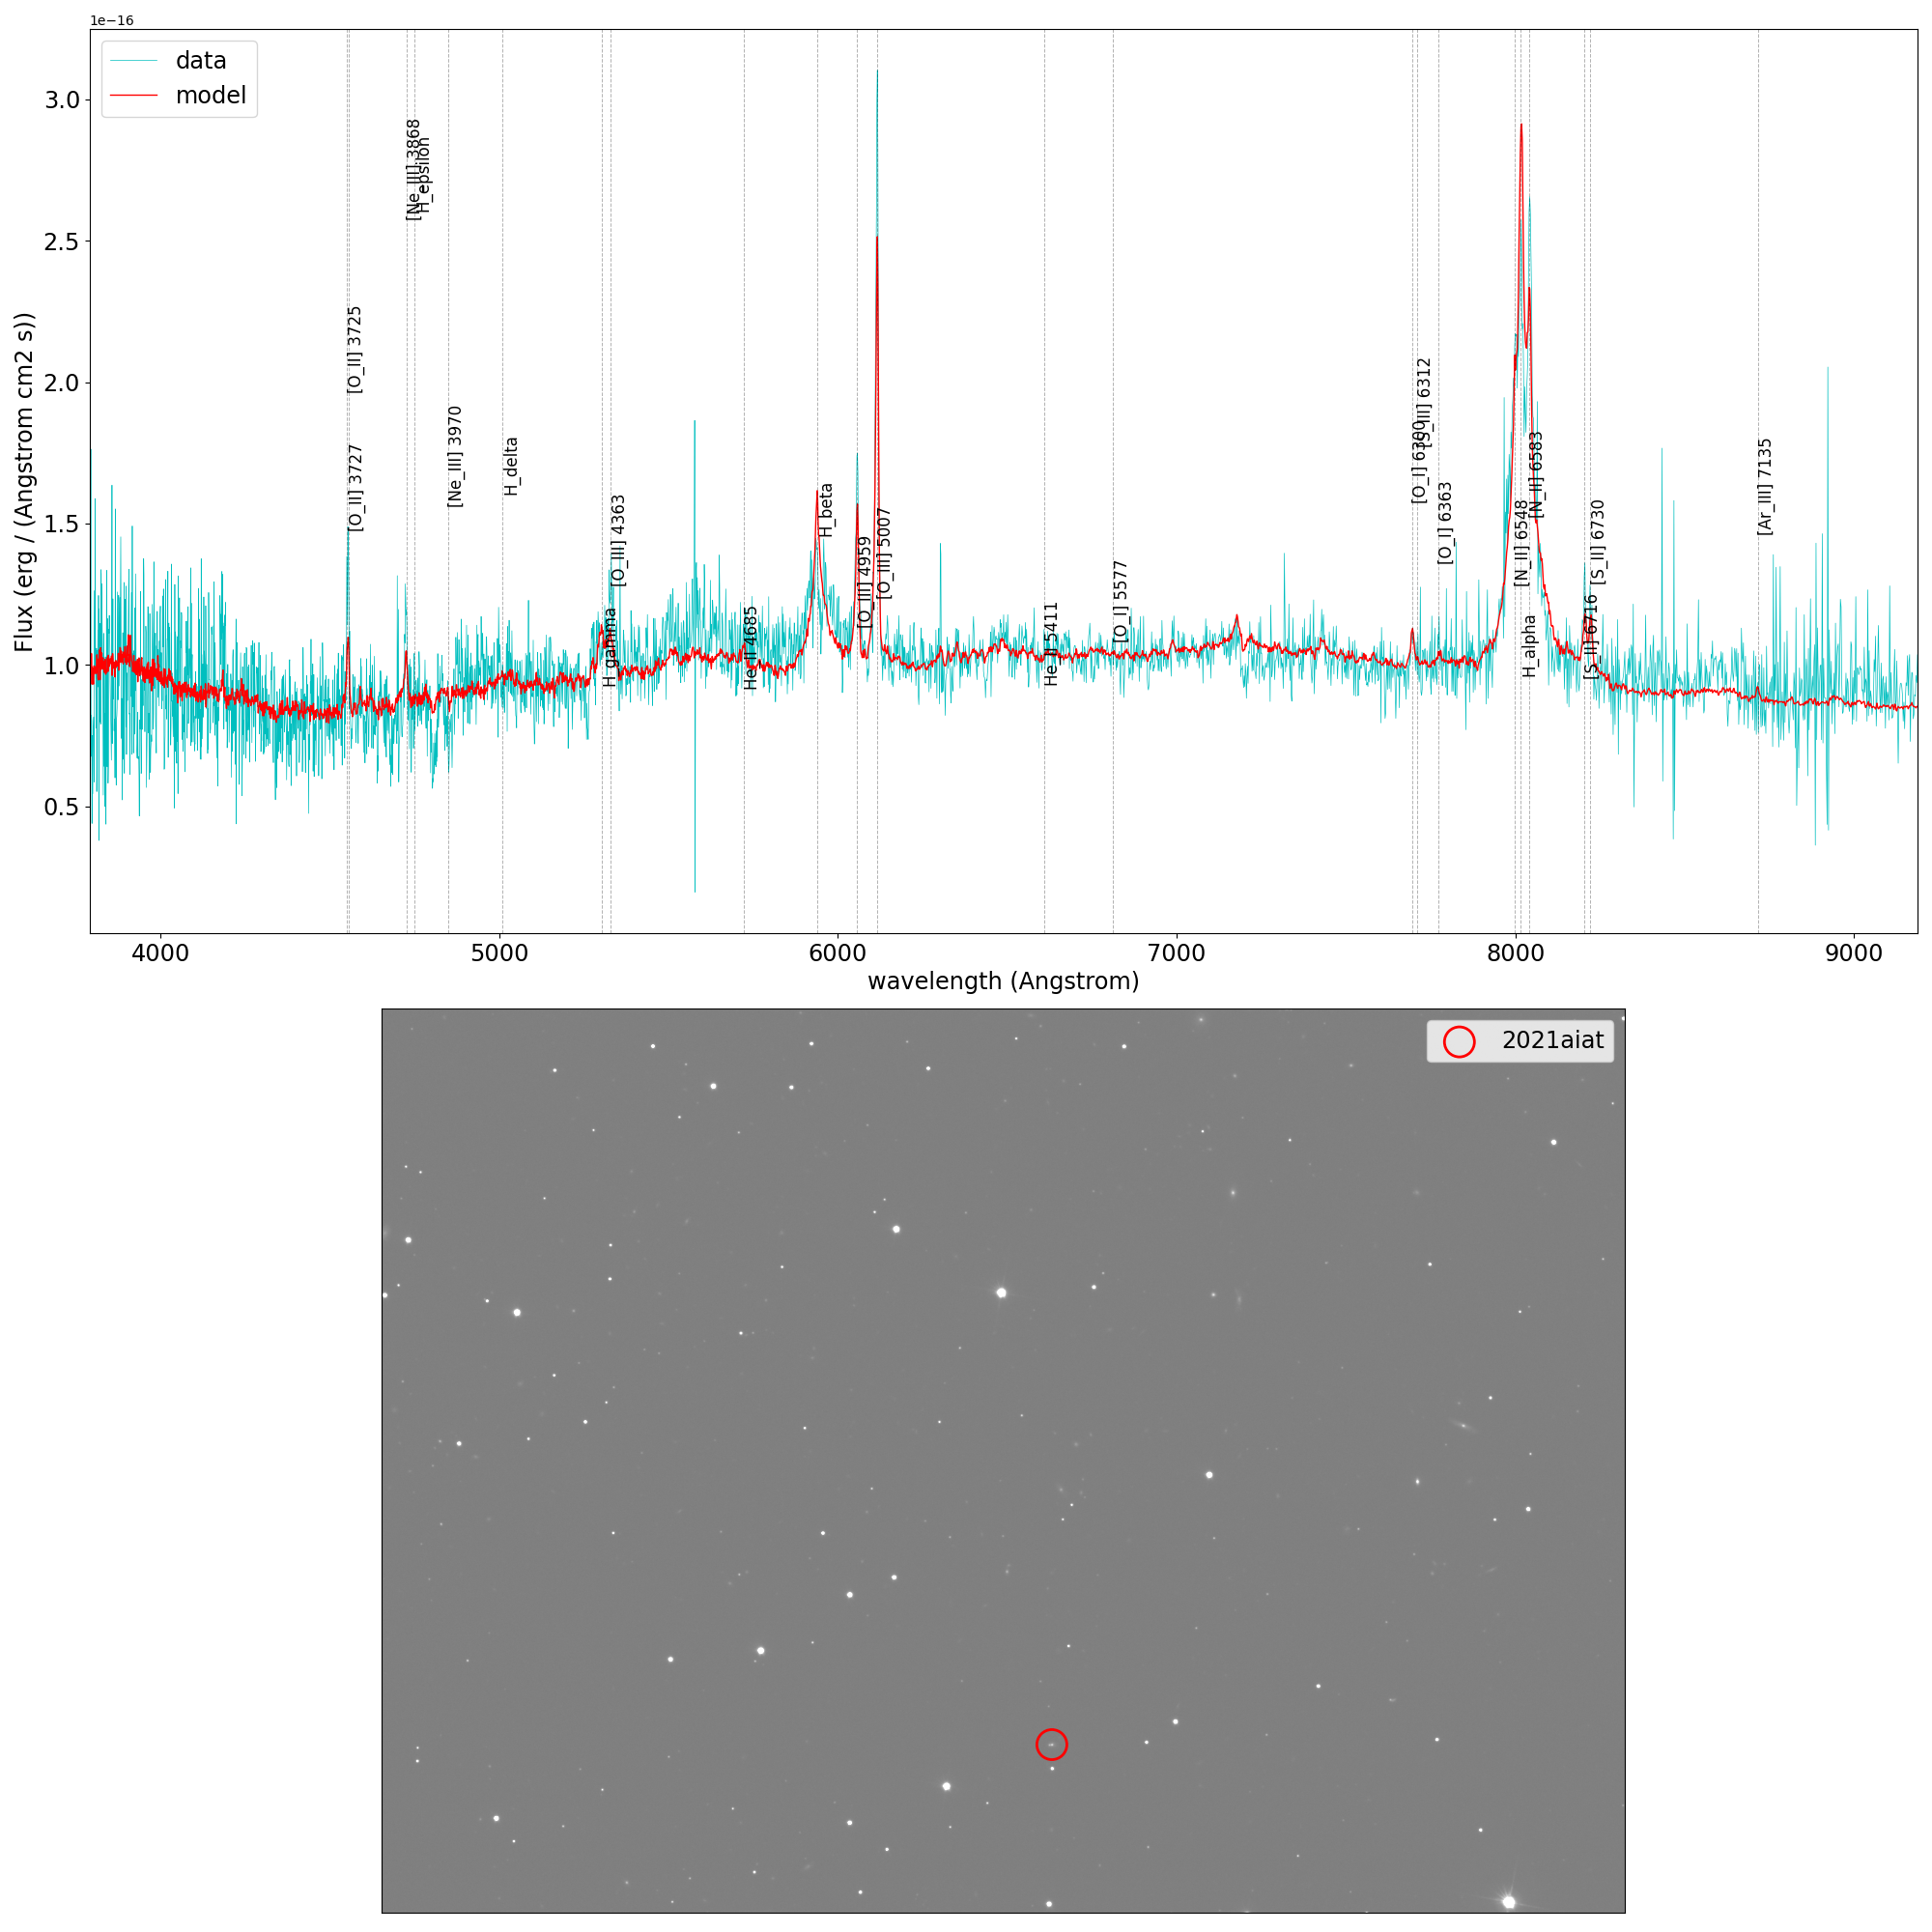 1e−16
data
model
3.0
2.5
2.0
1.5
1.0
0.5
Flux (erg / (Angstrom cm2 s))
[O_II] 3725
[O_II] 3727
[Ne_III] 3868
H_epsilon
[Ne_III] 3970
H_delta
H_gamma
[O_III] 4363
HeII 4685
H_beta
[O_III] 4959
[O_III] 5007
He_II 5411
[O_I] 5577
[O_I] 6300
[S_III] 6312
[O_I] 6363
[N_II] 6548
H_alpha
[N_II] 6583
[S_II] 6716
[S_II] 6730
[Ar_III] 7135
4000 5000 6000 7000 8000 9000
wavelength (Angstrom)
2021aiat